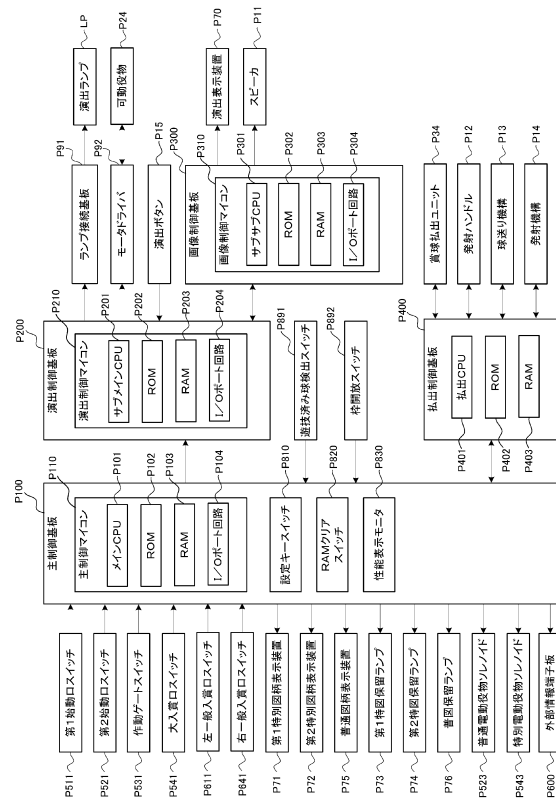 P511
第1始動口スイッチ
P521
第2始動口スイッチ
P531
作動ゲートスイッチ
P541
大入賞口スイッチ
P611
左一般入賞口スイッチ
P641
右一般入賞口スイッチ
P71
第1特別図柄表示装置
P72
第2特別図柄表示装置
P75
普通図柄表示装置
P73
第1特図保留ランプ
P74
第2特図保留ランプ
P76
普図保留ランプ
P523
普通電動役物ソレノイド
P543
特別電動役物ソレノイド
P600
外部情報端子板
P100
主制御基板
P110
主制御マイコン
メインCPU
P101
ROM
P102
RAM
P103
I/Oポート回路
P104
設定キースイッチ
P810
RAMクリア
スイッチ
P820
性能表示モニタ
P830
P200
演出制御基板
P210
演出制御マイコン
サブメインCPU
P201
ROM
P202
RAM
P203
I/Oポート回路
P204
遊技済み球検出スイッチ
P891
枠開放スイッチ
P892
P400
払出制御基板
払出CPU
P401
ROM
P402
RAM
P403
ランプ接続基板
P91
モータドライバ
P92
演出ボタン
P15
P300
画像制御基板
P310
画像制御マイコン
サブサブCPU
P301
ROM
P302
RAM
P303
I/Oポート回路
P304
賞球払出ユニット
P34
発射ハンドル
P12
球送り機構
P13
発射機構
P14
演出ランプ
LP
可動役物
P24
演出表示装置
P70
スピーカ
P11